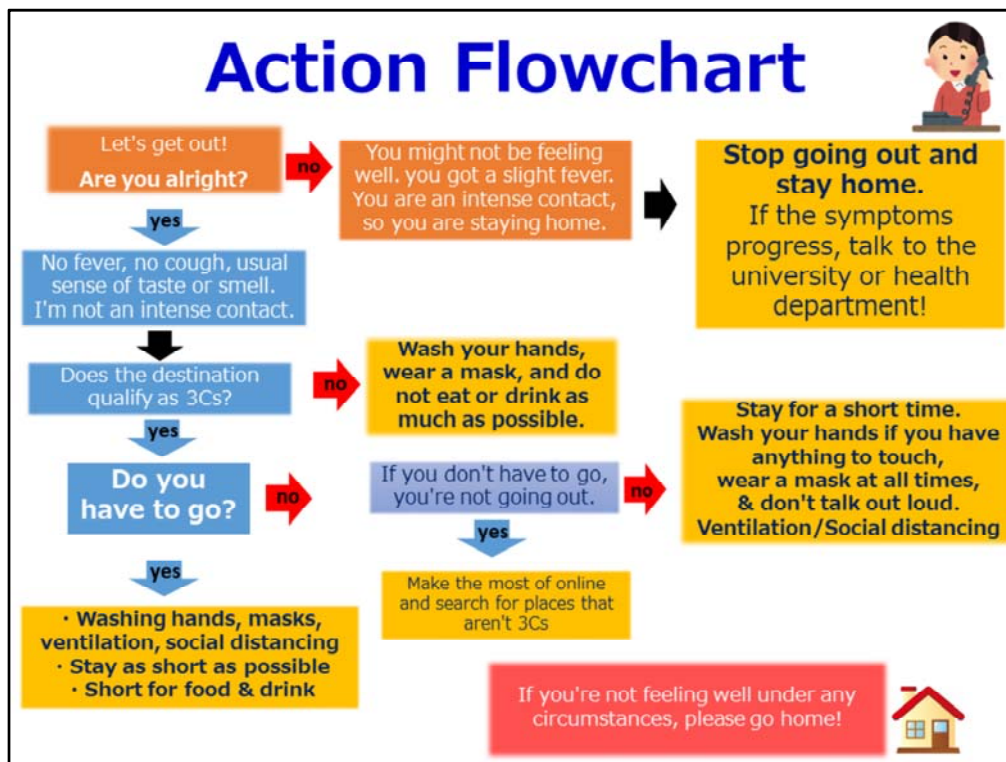 Action Flowchart
Let's get out!
Are you alright?
no
You might not be feeling
well. you got a slight fever.
You are an intense contact,
so you are staying home.
Stop going out and
stay home.
If the symptoms
progress, talk to the
university or health
department!
yes
No fever, no cough, usual
sense of taste or smell.
I'm not an intense contact.
Does the destination
qualify as 3Cs?
no
Wash your hands,
wear a mask, and do
not eat or drink as
much as possible.
yes
Do you
have to go?
no
If you don't have to go,
you're not going out.
no
Stay for a short time.
Wash your hands if you have
anything to touch,
wear a mask at all times,
& don't talk out loud.
Ventilation/Social distancing
yes
Make the most of online
and search for places that
aren't 3Cs
yes
・Washing hands, masks,
ventilation, social distancing
・Stay as short as possible
・Short for food & drink
If you're not feeling well under any
circumstances, please go home!